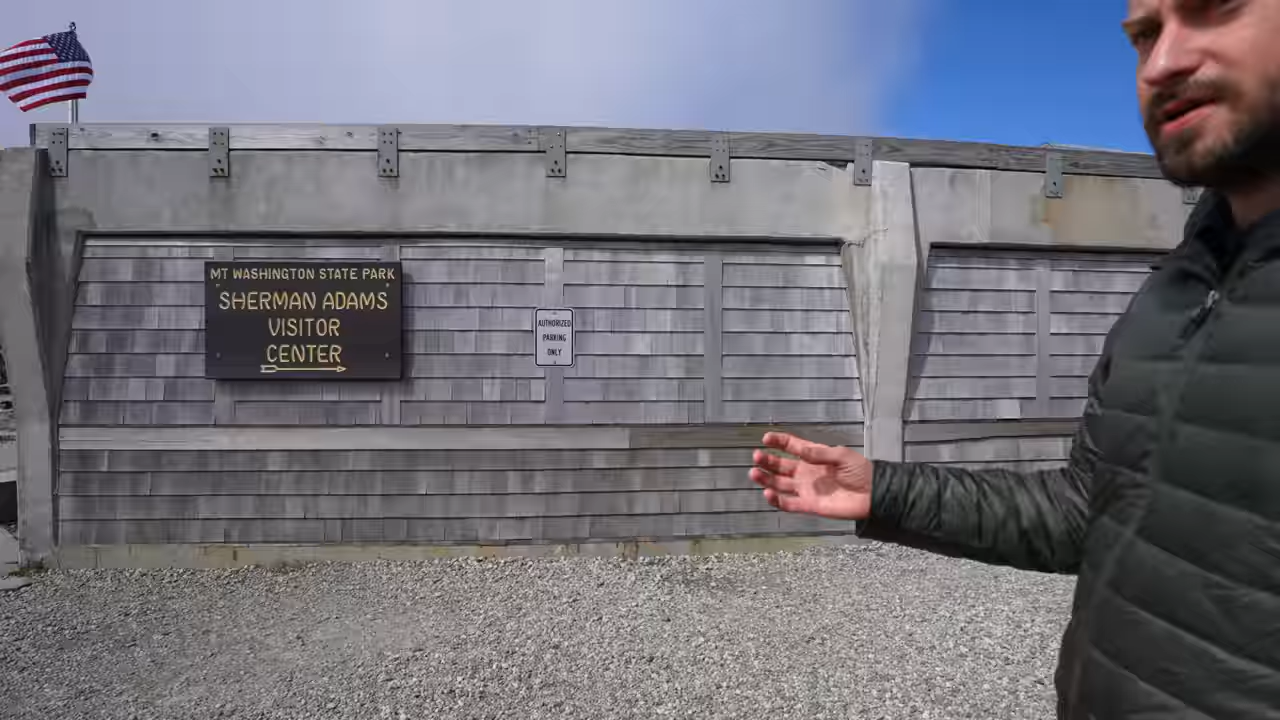 MT WASHINGTON STATE PARK
SHERMAN ADAMS
VISITOR
CENTER
AUTHORIZED
PARKING
ONLY